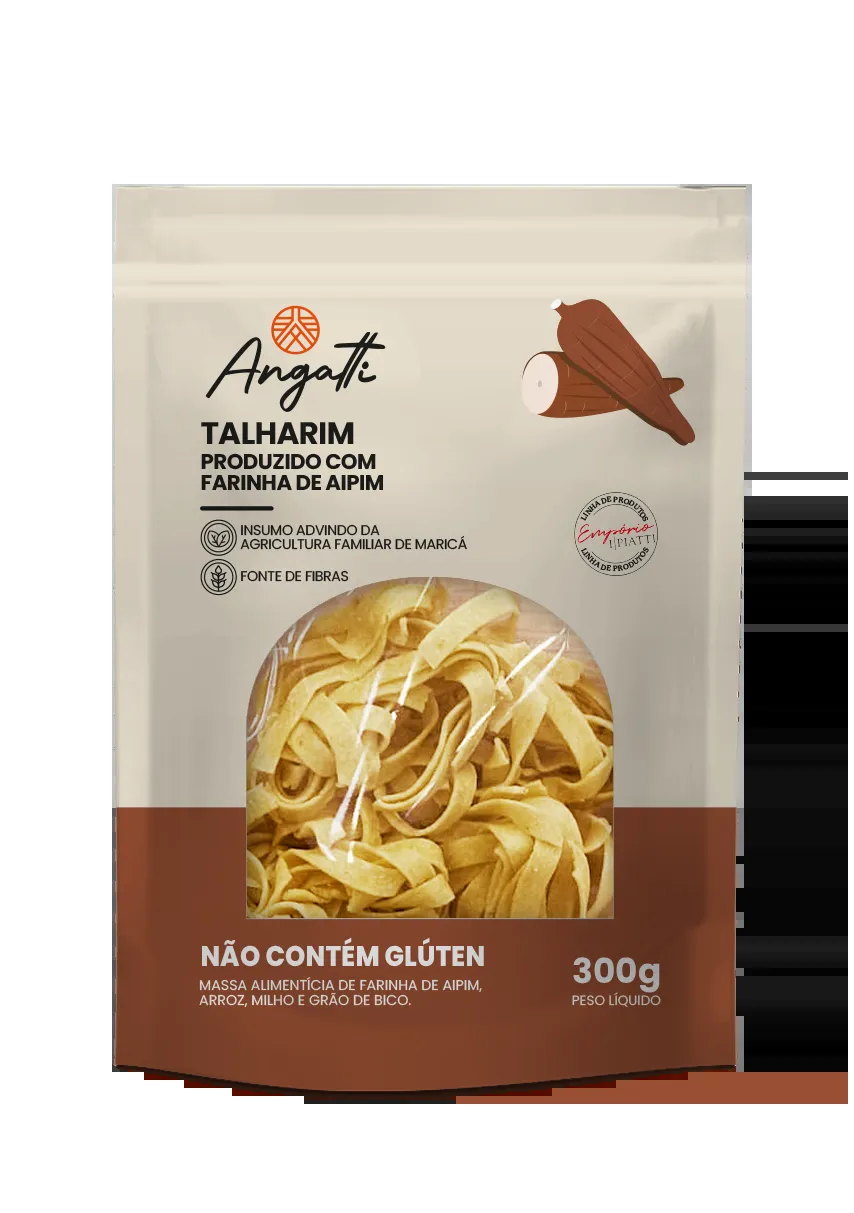 Angatti
TALHARIM
PRODUZIDO COM
FARINHA DE AIPIM
INSUMO ADVINDO DA
AGRICULTURA FAMILIAR DE MARICÁ
FONTE DE FIBRAS
LINHA DE PRODUTOS
Empório
PIATTI
LINHA DE PRODUTOS
NÃO CONTÉM GLÚTEN
MASSA ALIMENTÍCIA DE FARINHA DE AIPIM,
ARROZ, MILHO E GRÃO DE BICO.
300g
PESO LÍQUIDO